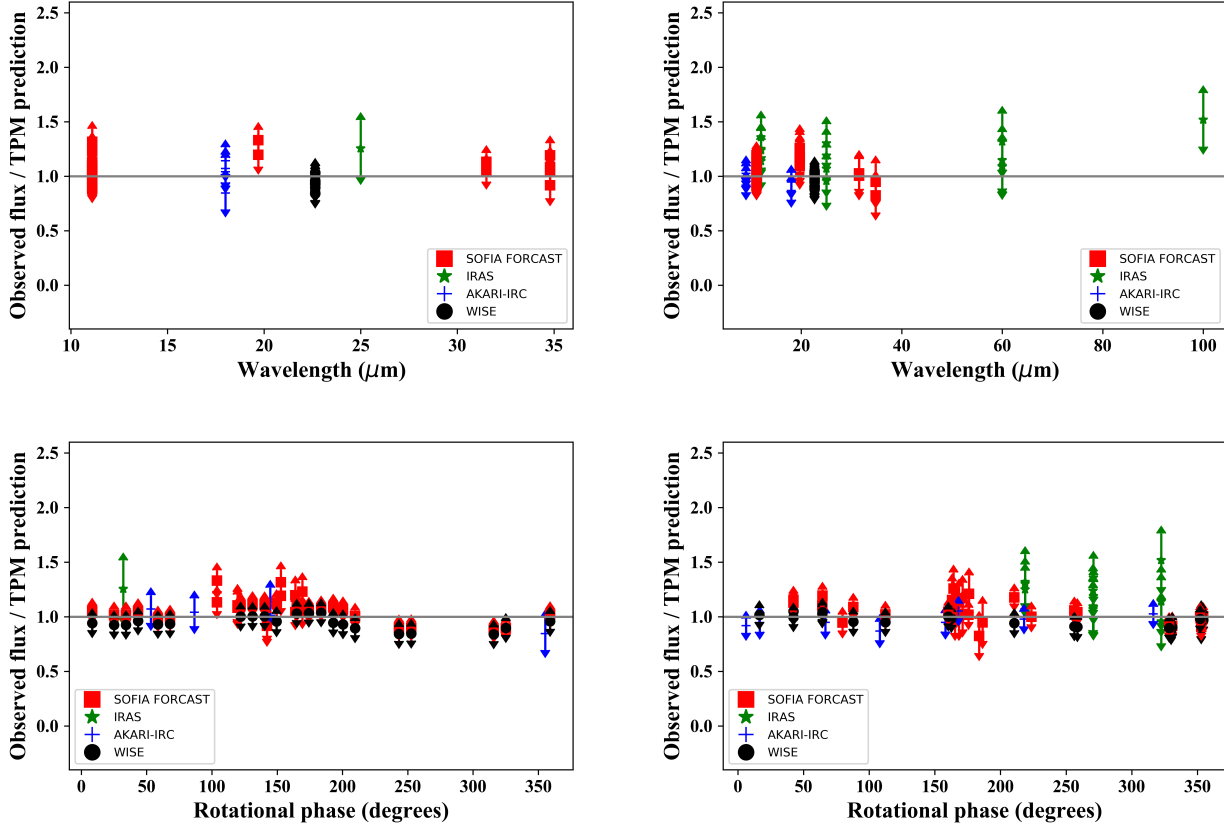 2.5
2.0
1.5
1.0
0.5
0.0
Observed flux / TPM prediction
SOFIA FORCAST
IRAS
AKARI-IRC
WISE
10 15 20 25 30 35
Wavelength (μm)
2.5
2.0
1.5
1.0
0.5
0.0
Observed flux / TPM prediction
SOFIA FORCAST
IRAS
AKARI-IRC
WISE
20 40 60 80 100
Wavelength (μm)
2.5
2.0
1.5
1.0
0.5
0.0
Observed flux / TPM prediction
SOFIA FORCAST
IRAS
AKARI-IRC
WISE
0 50 100 150 200 250 300 350
Rotational phase (degrees)
2.5
2.0
1.5
1.0
0.5
0.0
Observed flux / TPM prediction
SOFIA FORCAST
IRAS
AKARI-IRC
WISE
0 50 100 150 200 250 300 350
Rotational phase (degrees)